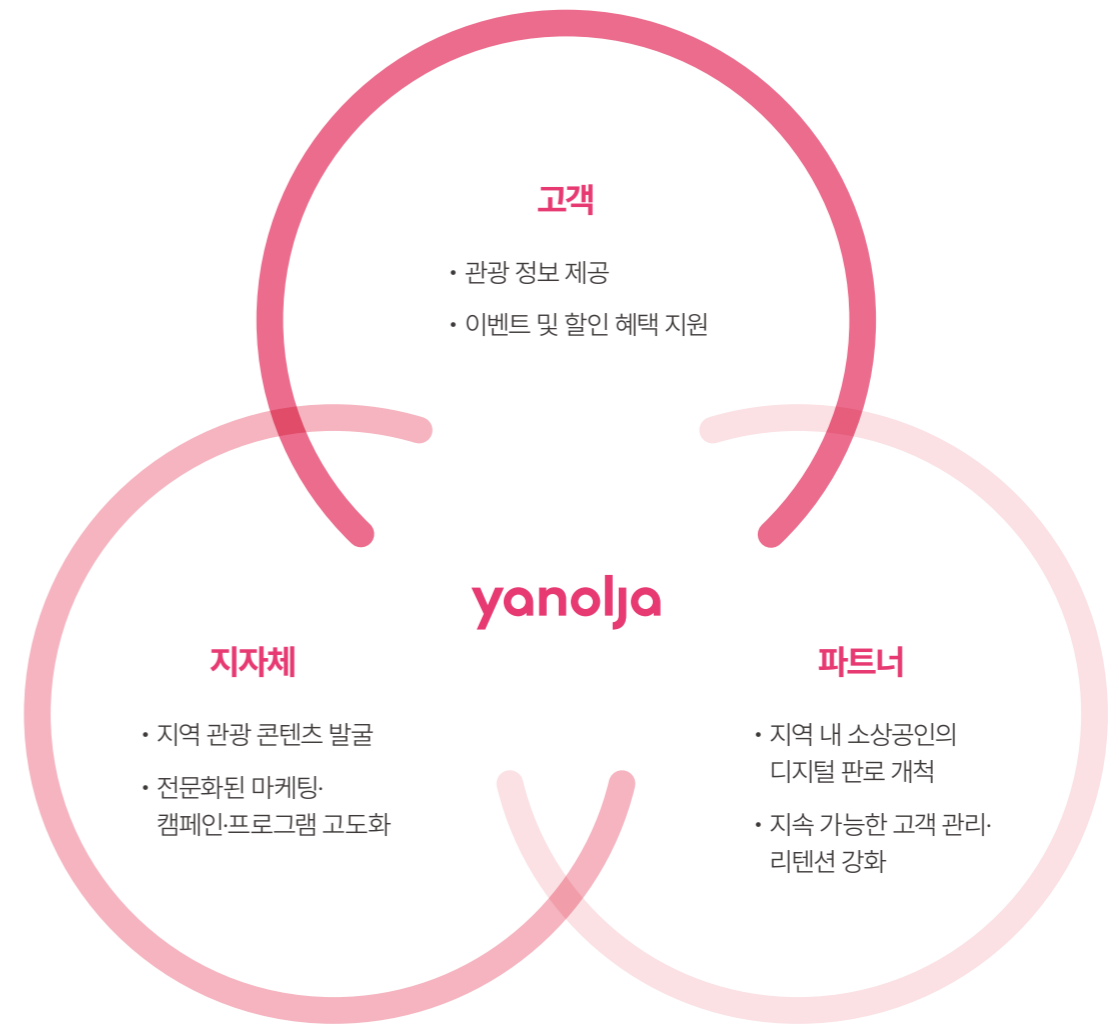 고객
• 관광 정보 제공
• 이벤트 및 할인 혜택 지원
yanolja
지자체
• 지역 관광 콘텐츠 발굴
• 전문화된 마케팅·
캠페인·프로그램 고도화
파트너
• 지역 내 소상공인의
디지털 판로 개척
• 지속 가능한 고객 관리·
리텐션 강화